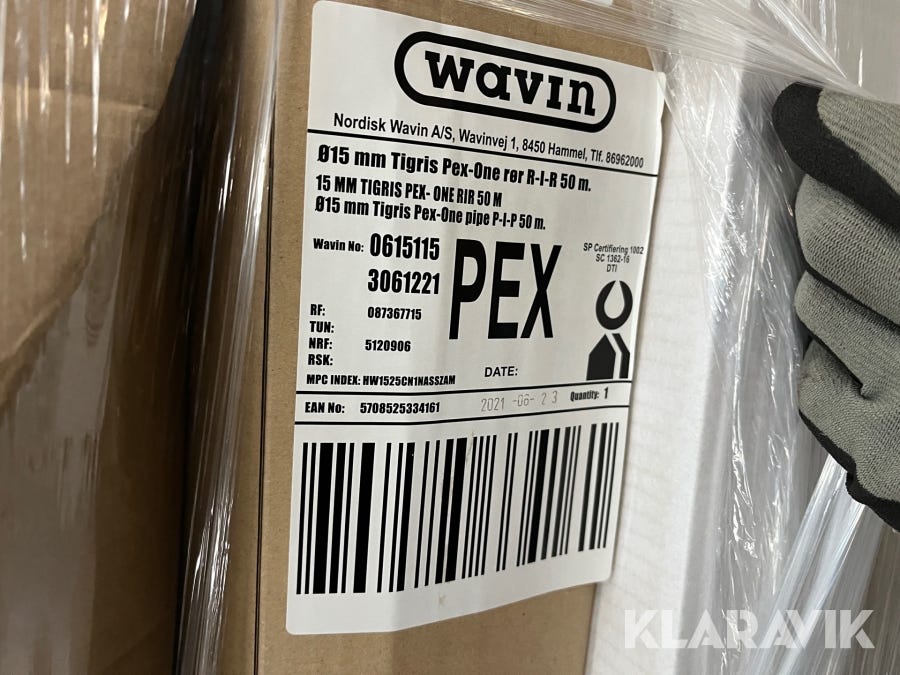 wavin
Nordisk Wavin A/S, Wavinvej 1, 8450 Hammel, Tlf. 86962000
Ø15 mm Tigris Pex-One rør R-I-R 50 m.
15 MM TIGRIS PEX- ONE RIR 50 M
Ø15 mm Tigris Pex-One pipe P-I-P 50 m.
Wavin No: 0615115
3061221
PEX
SP Certifiering 1002
SC 1362-16
DTI
RF: 087367715
TUN:
NRF: 5120906
RSK:
MPC INDEX: HW1525CN1NASSZAM
DATE:
EAN No: 5708525334161
2021 -06- 2 3
Quantity: 1
KLARAVIK